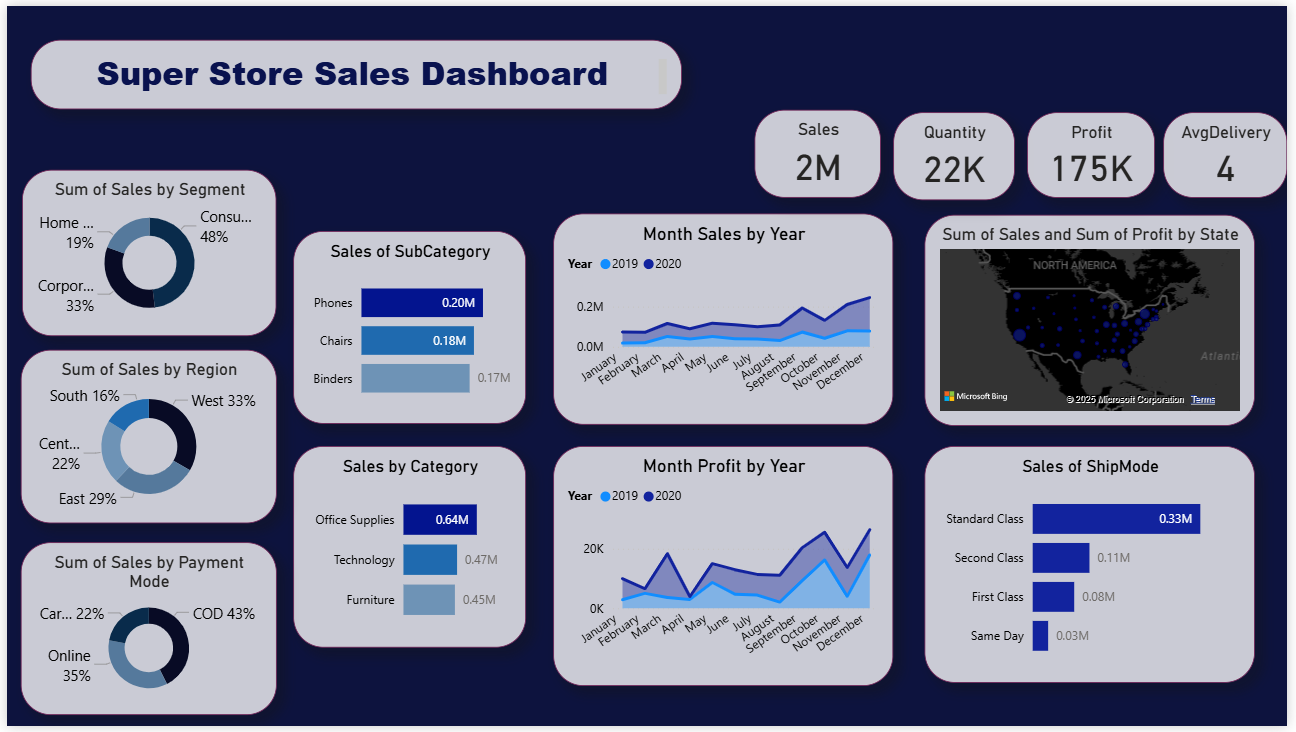 Super Store Sales Dashboard
Sales
2M
Quantity
22K
Profit
175K
AvgDelivery
4
Sum of Sales by Segment
Home ...
19%
Consu...
48%
Corpor...
33%
Sum of Sales by Region
South 16%
West 33%
Cent...
22%
East 29%
Sum of Sales by Payment
Mode
Car... 22%
COD 43%
Online
35%
Sales of SubCategory
Phones 0.20M
Chairs 0.18M
Binders 0.17M
Sales by Category
Office Supplies 0.64M
Technology 0.47M
Furniture 0.45M
Month Sales by Year
Year 2019 2020
0.2M
0.0M
January
February
March
April
May
June
July
August
September
October
November
December
Month Profit by Year
Year 2019 2020
20K
0K
January
February
March
April
May
June
July
August
September
October
November
December
Sum of Sales and Sum of Profit by State
NORTH AMERICA
Atlanti
Microsoft Bing
© 2025 Microsoft Corporation Terms
Sales of ShipMode
Standard Class 0.33M
Second Class 0.11M
First Class 0.08M
Same Day 0.03M